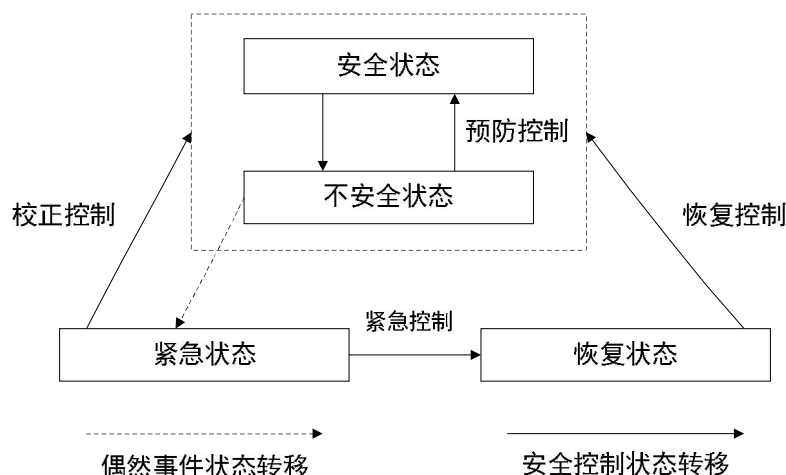 安全状态
预防控制
不安全状态
校正控制
恢复控制
紧急控制
紧急状态
恢复状态
偶然事件状态转移
安全控制状态转移